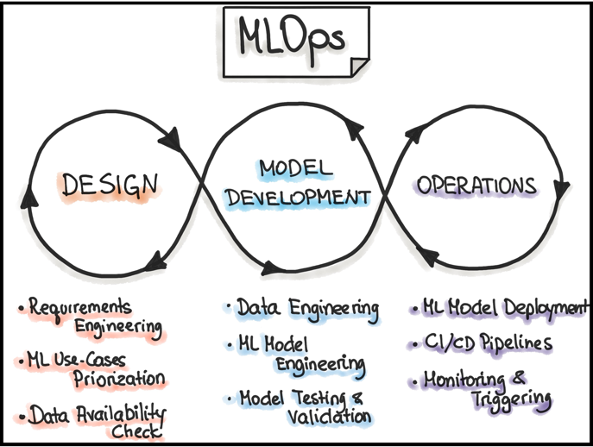 MLOps
DESIGN
MODEL
DEVELOPMENT
OPERATIONS
• Requirements
Engineering
• ML Use-Cases
Priorization
• Data Availability
Check
• Data Engineering
• ML Model
Engineering
• Model Testing &
Validation
• ML Model Deployment
• CI/CD Pipelines
• Monitoring &
Triggering